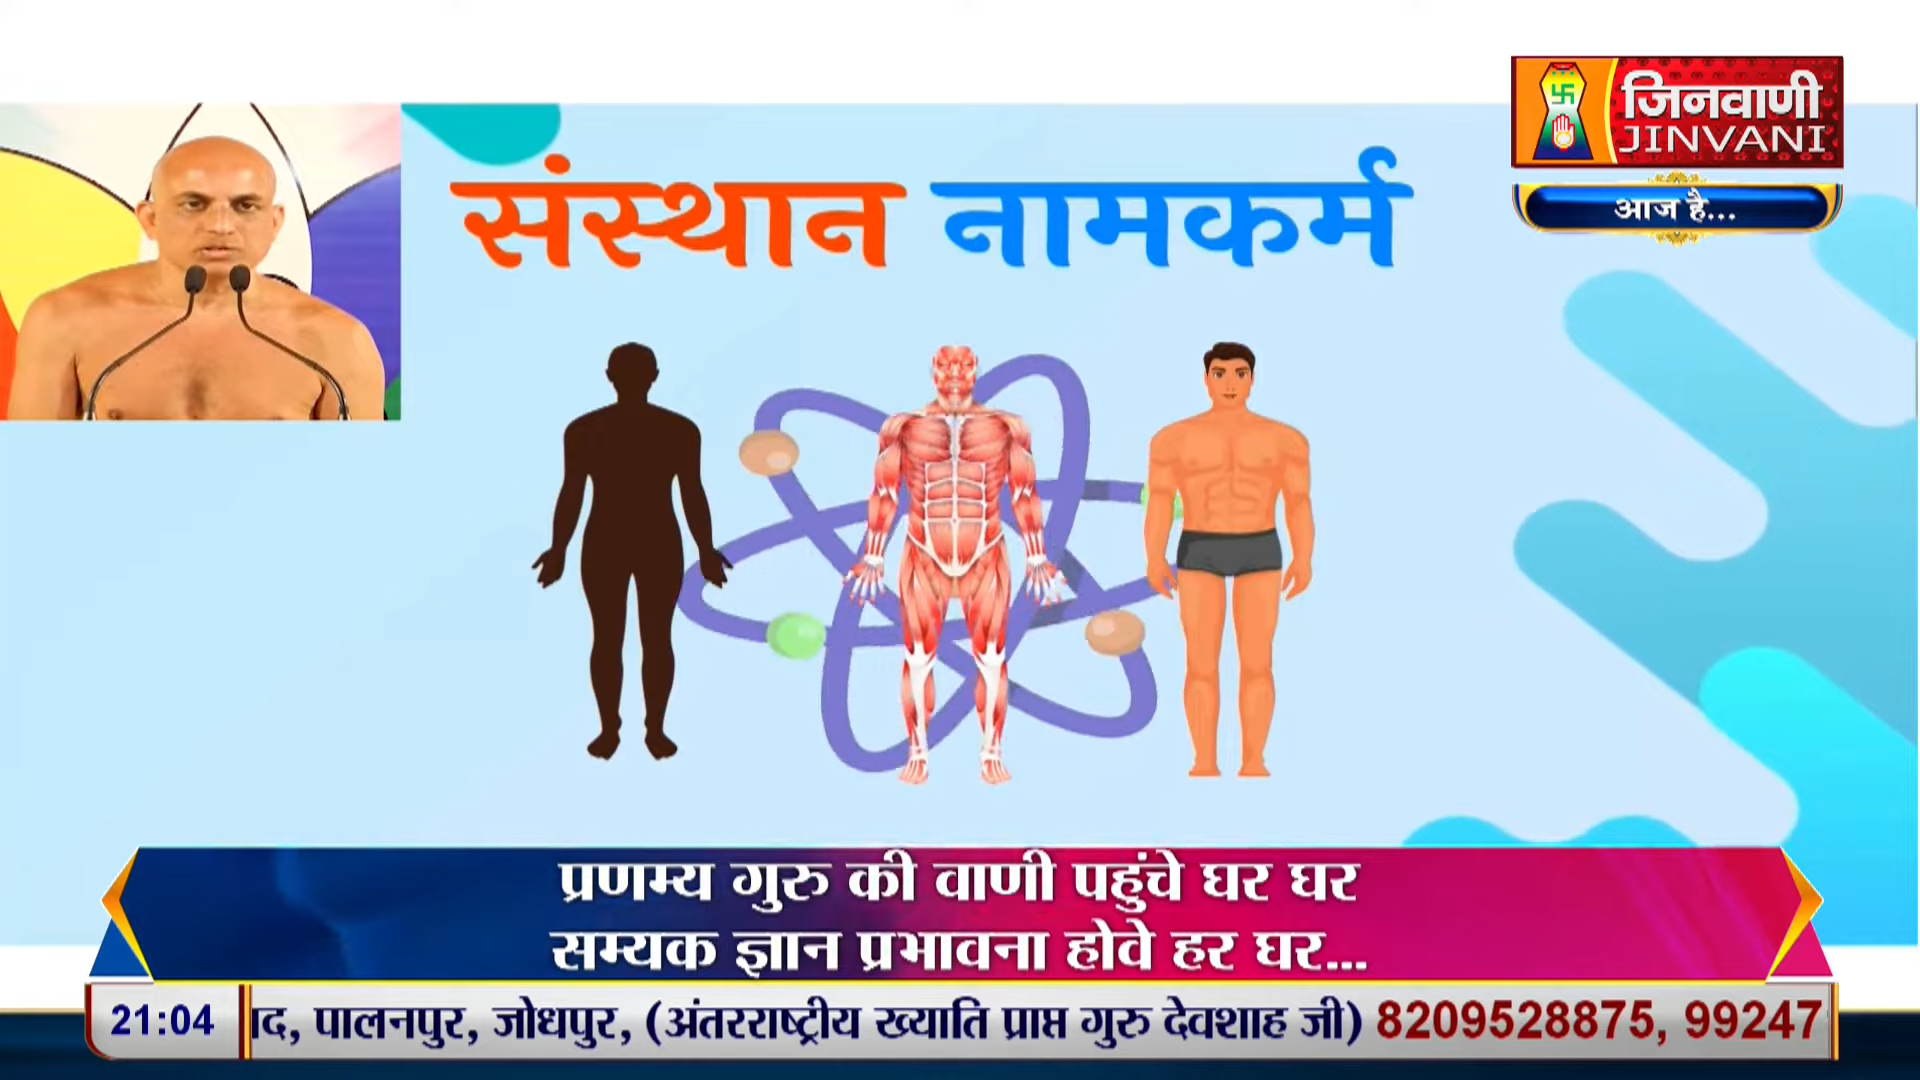 जिनवाणी
JINVANI
आज है...
संस्थान नामकर्म
प्रणम्य गुरु की वाणी पहुंचे घर घर
सम्यक ज्ञान प्रभावना होवे हर घर...
21:04
पालनपुर, जोधपुर, (अंतरराष्ट्रीय ख्याति प्राप्त गुरु देवशाह जी) 8209528875, 99247